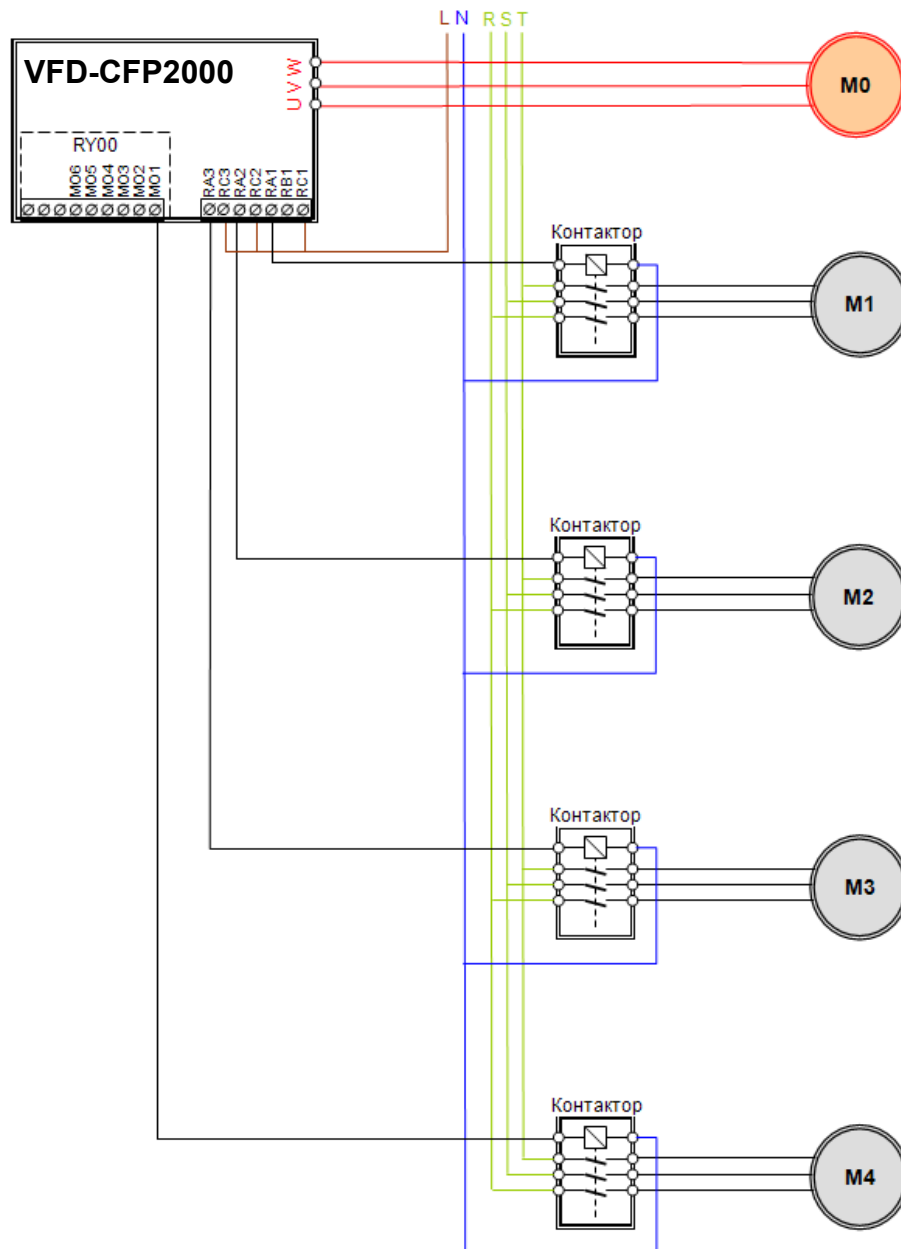 L N R S T
VFD-CFP2000
U V W
M0
RY00
MO6
MO5
MO4
MO3
MO2
MO1
RA3
RC3
RA2
RC2
RA1
RB1
RC1
Контактор
M1
Контактор
M2
Контактор
M3
Контактор
M4